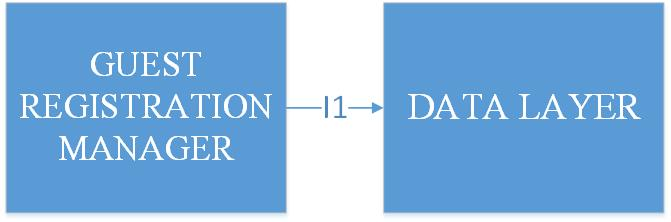 GUEST
REGISTRATION
MANAGER
I1
DATA LAYER